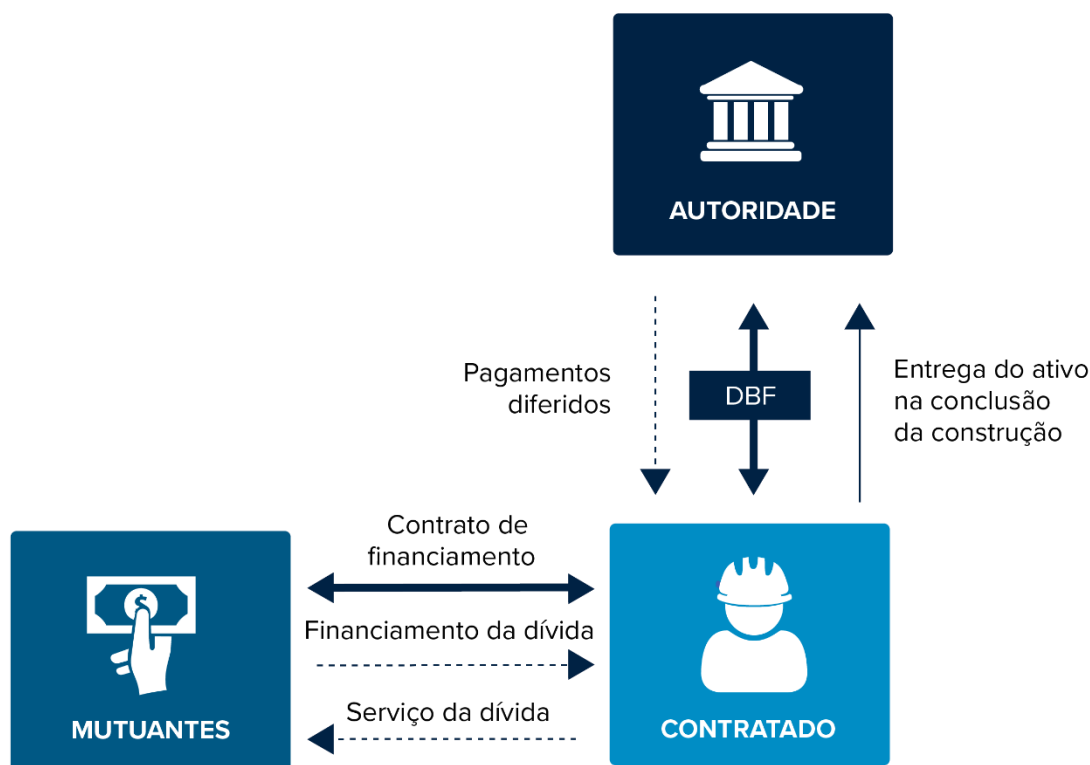 AUTORIDADE
Pagamentos
diferidos
DBF
Entrega do ativo
na conclusão
da construção
Contrato de
financiamento
Financiamento da dívida
Serviço da dívida
MUTUANTES
CONTRATADO